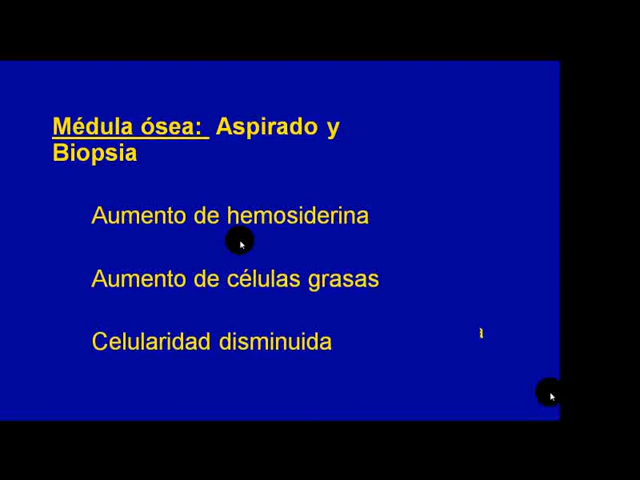 Médula ósea: Aspirado y
Biopsia
Aumento de hemosiderina
Aumento de células grasas
Celularidad disminuida
a